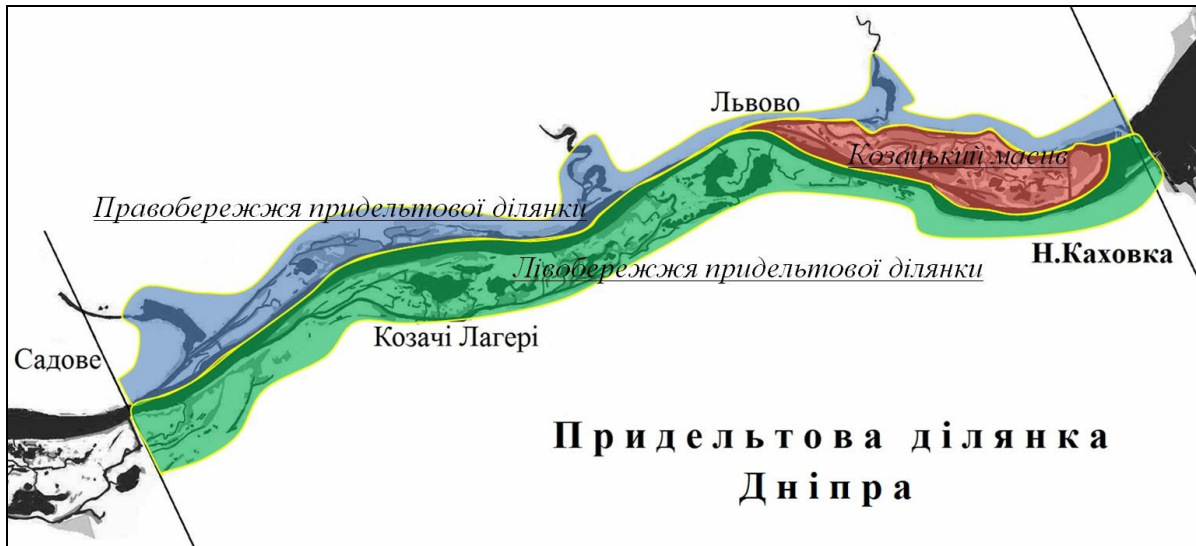 Львово
Козацький масив
Правобережжя придельтової ділянки
Н.Каховка
Лівобережжя придельтової ділянки
Козачі Лагері
Садове
Придельтова ділянка
Дніпра